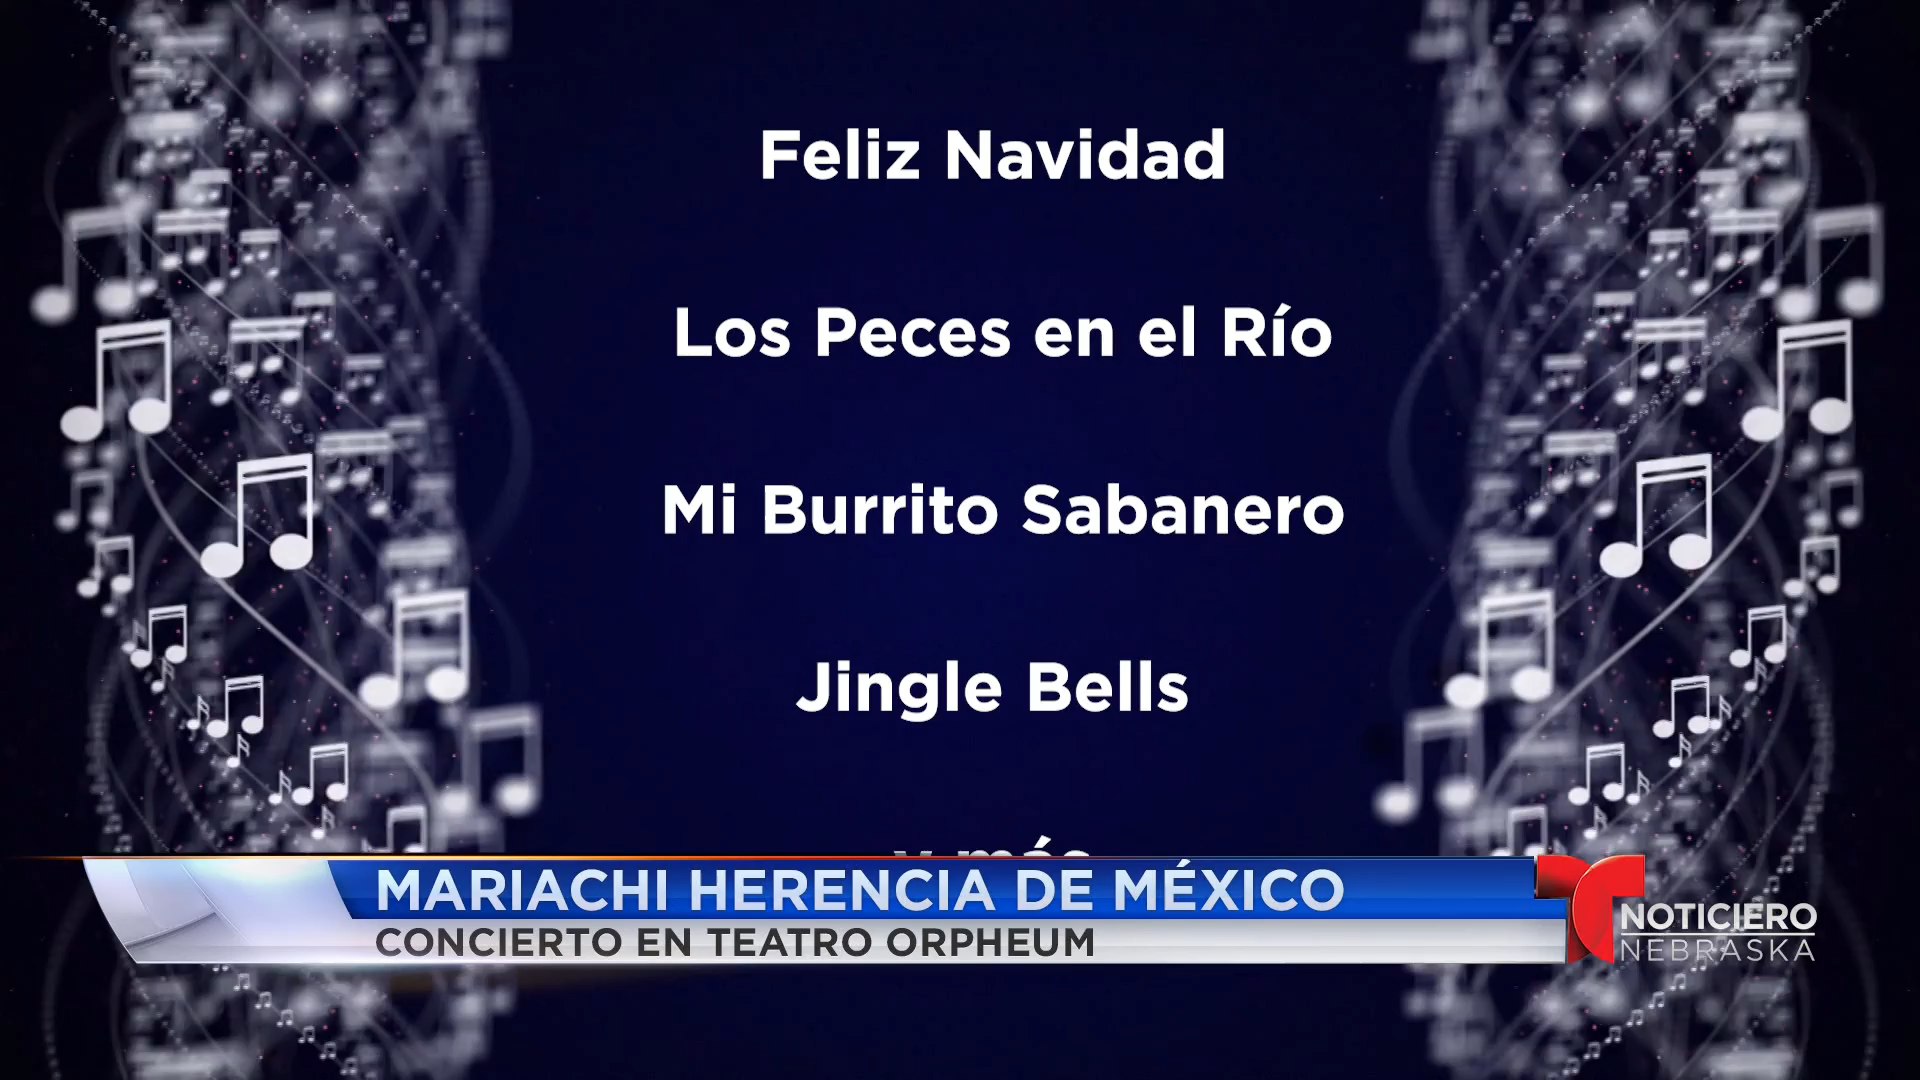 Feliz Navidad
Los Peces en el Río
Mi Burrito Sabanero
Jingle Bells
y más
MARIACHI HERENCIA DE MÉXICO
CONCIERTO EN TEATRO ORPHEUM
NOTICIERO
NEBRASKA